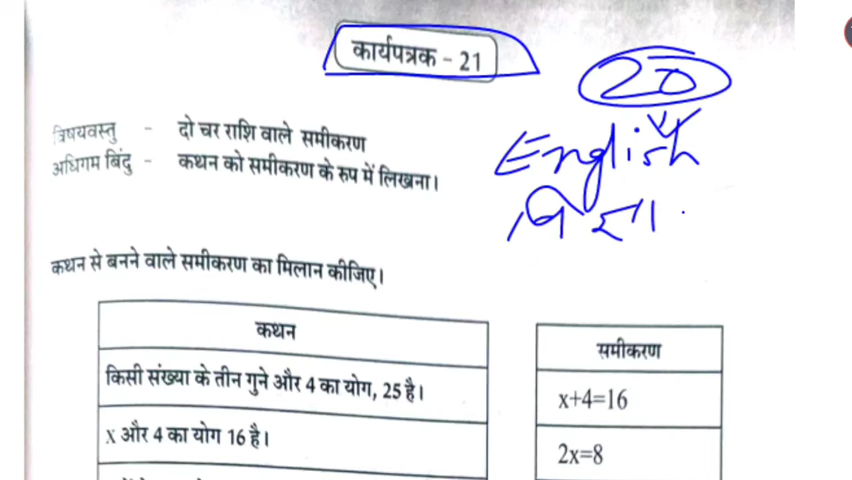 कार्यपत्रक - 21
20
English
विषयवस्तु - दो चर राशि वाले समीकरण
अधिगम बिंदु - कथन को समीकरण के रुप में लिखना।
कथन से बनने वाले समीकरण का मिलान कीजिए।
कथन
किसी संख्या के तीन गुने और 4 का योग, 25 है।
x और 4 का योग 16 है।
समीकरण
x+4=16
2x=8